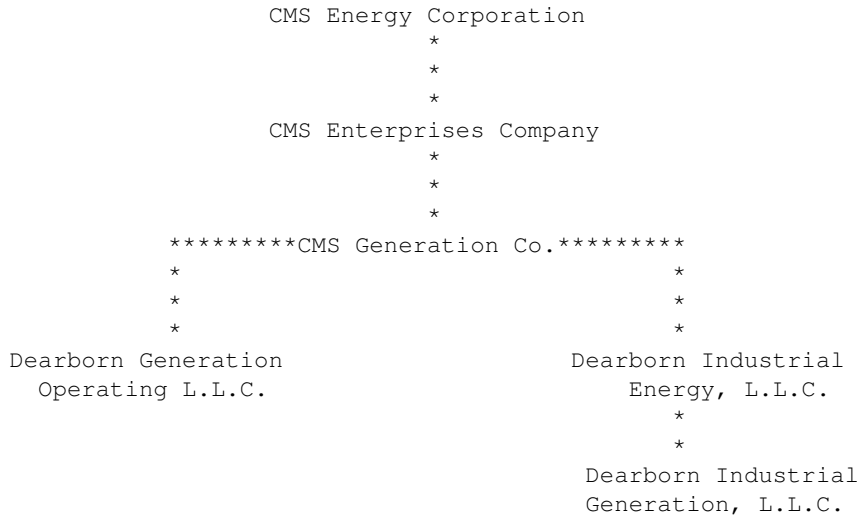 CMS Energy Corporation
*
*
*
CMS Enterprises Company
*
*
*
*********CMS Generation Co.*********
* *
* *
* *
Dearborn Generation Dearborn Industrial
Operating L.L.C. Energy, L.L.C.
*
*
Dearborn Industrial
Generation, L.L.C.